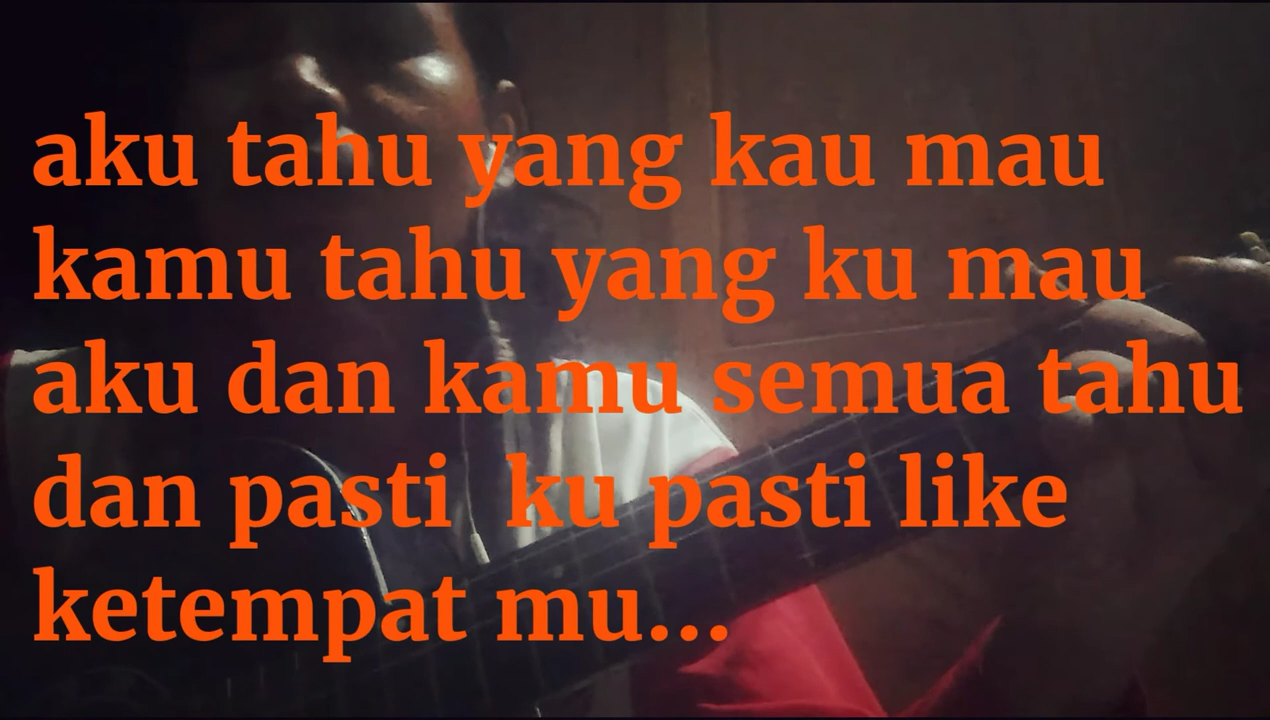 aku tahu yang kau mau
kamu tahu yang ku mau
aku dan kamu semua tahu
dan pasti  ku pasti like
ketempat mu...